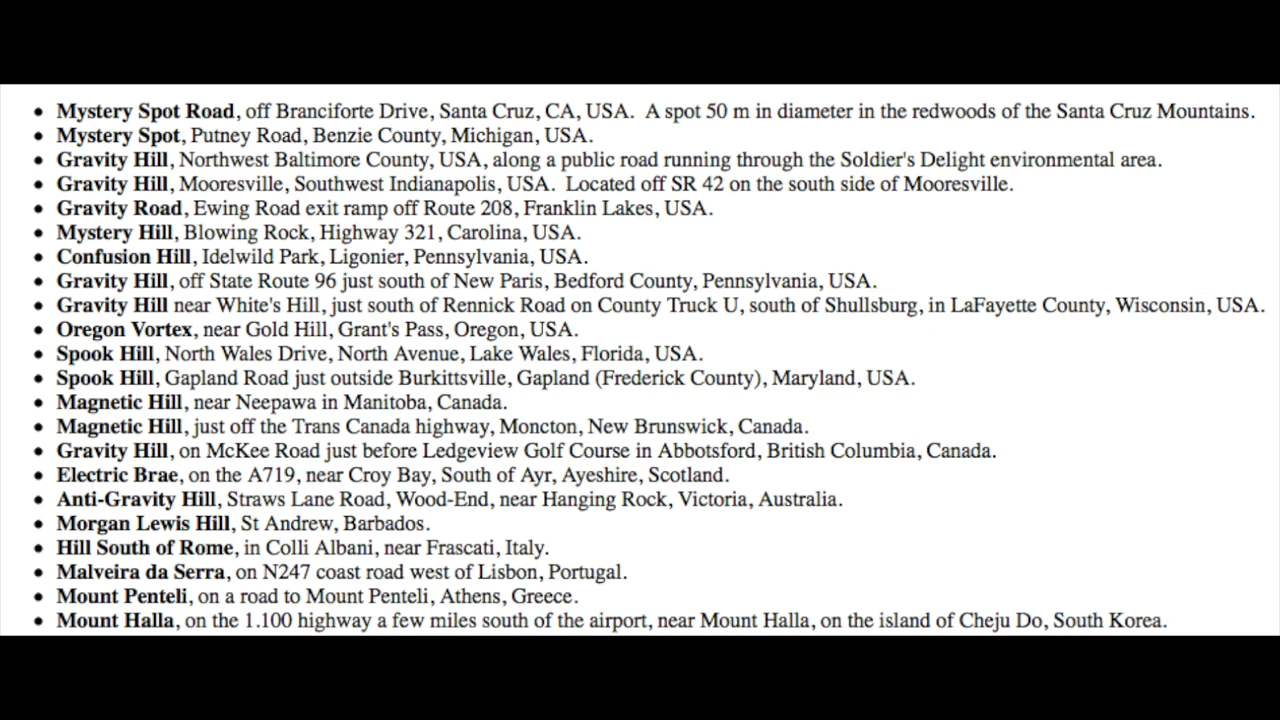 • Mystery Spot Road, off Branciforte Drive, Santa Cruz, CA, USA.  A spot 50 m in diameter in the redwoods of the Santa Cruz Mountains.
• Mystery Spot, Putney Road, Benzie County, Michigan, USA.
• Gravity Hill, Northwest Baltimore County, USA, along a public road running through the Soldier's Delight environmental area.
• Gravity Hill, Mooresville, Southwest Indianapolis, USA.  Located off SR 42 on the south side of Mooresville.
• Gravity Road, Ewing Road exit ramp off Route 208, Franklin Lakes, USA.
• Mystery Hill, Blowing Rock, Highway 321, Carolina, USA.
• Confusion Hill, Idelwild Park, Ligonier, Pennsylvania, USA.
• Gravity Hill, off State Route 96 just south of New Paris, Bedford County, Pennsylvania, USA.
• Gravity Hill near White's Hill, just south of Rennick Road on County Truck U, south of Shullsburg, in LaFayette County, Wisconsin, USA.
• Oregon Vortex, near Gold Hill, Grant's Pass, Oregon, USA.
• Spook Hill, North Wales Drive, North Avenue, Lake Wales, Florida, USA.
• Spook Hill, Gapland Road just outside Burkittsville, Gapland (Frederick County), Maryland, USA.
• Magnetic Hill, near Neepawa in Manitoba, Canada.
• Magnetic Hill, just off the Trans Canada highway, Moncton, New Brunswick, Canada.
• Gravity Hill, on McKee Road just before Ledgeview Golf Course in Abbotsford, British Columbia, Canada.
• Electric Brae, on the A719, near Croy Bay, South of Ayr, Ayeshire, Scotland.
• Anti-Gravity Hill, Straws Lane Road, Wood-End, near Hanging Rock, Victoria, Australia.
• Morgan Lewis Hill, St Andrew, Barbados.
• Hill South of Rome, in Colli Albani, near Frascati, Italy.
• Malveira da Serra, on N247 coast road west of Lisbon, Portugal.
• Mount Penteli, on a road to Mount Penteli, Athens, Greece.
• Mount Halla, on the 1.100 highway a few miles south of the airport, near Mount Halla, on the island of Cheju Do, South Korea.